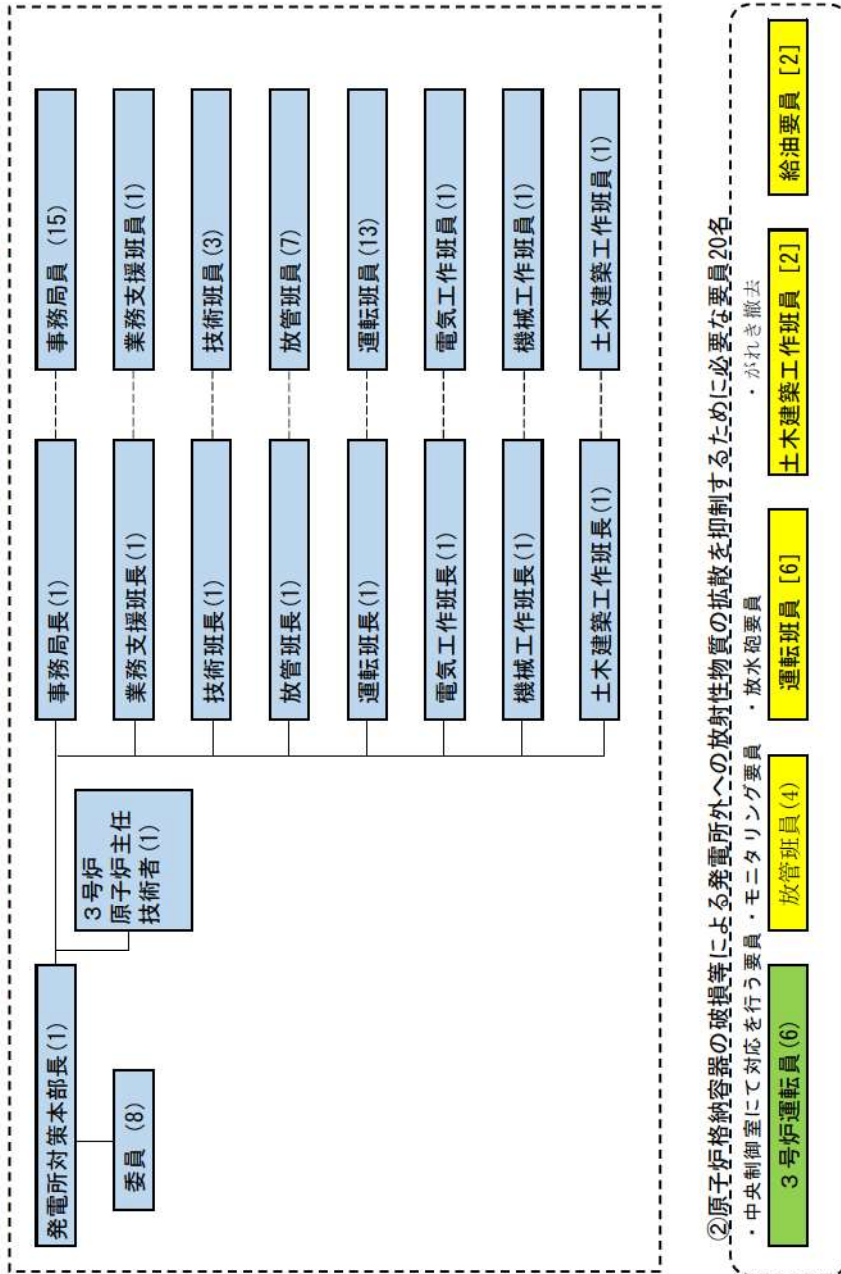 発電所対策本部長(1)
委員 (8)
3号炉
原子炉主任
技術者(1)
事務局長(1)
事務局員 (15)
業務支援班長(1)
業務支援班員(1)
技術班長(1)
技術班員(3)
放管班長(1)
放管班員(7)
運転班長(1)
運転班員(13)
電気工作班長(1)
電気工作班員(1)
機械工作班長(1)
機械工作班員(1)
土木建築工作班長(1)
土木建築工作班員(1)
②原子炉格納容器の破損等による発電所外への放射性物質の拡散を抑制するために必要な要員20名
・中央制御室にて対応を行う要員
・モニタリング要員
・放水砲要員
・がれき撤去
3号炉運転員(6)
放管班員(4)
運転班員 [6]
土木建築工作班員 [2]
給油要員 [2]